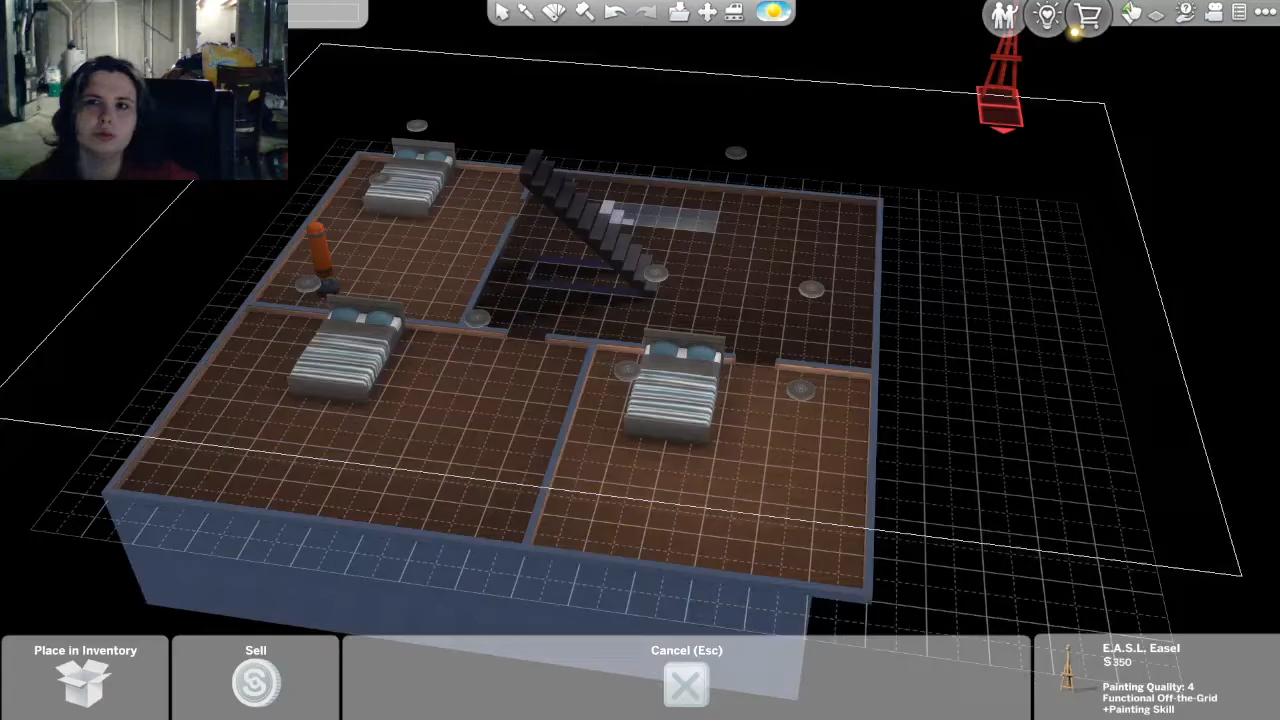 Place in Inventory
Sell
Cancel (Esc)
E.A.S.L. Easel
§350
Painting Quality: 4
Functional Off-the-Grid
+Painting Skill